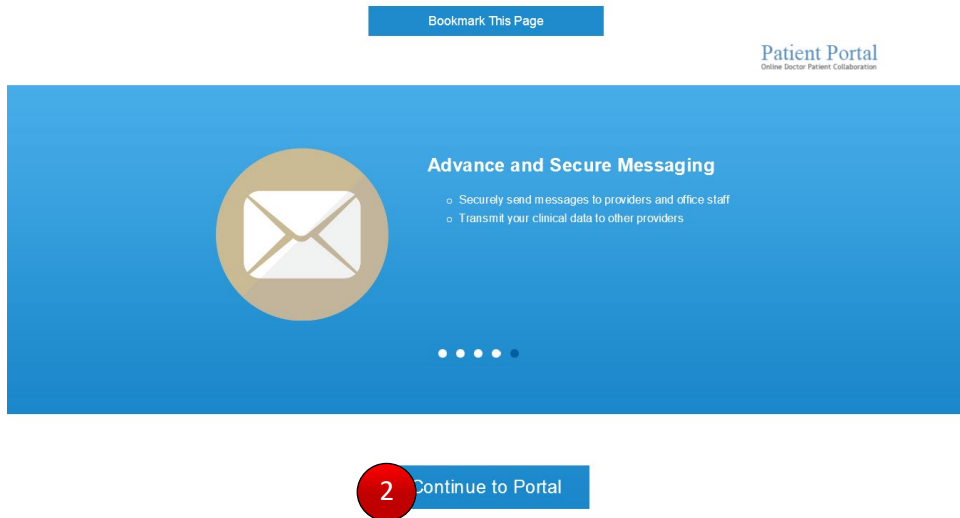 Bookmark This Page
Patient Portal
Online Doctor Patient Collaboration
Advance and Secure Messaging
Securely send messages to providers and office staff
Transmit your clinical data to other providers
2 Continue to Portal